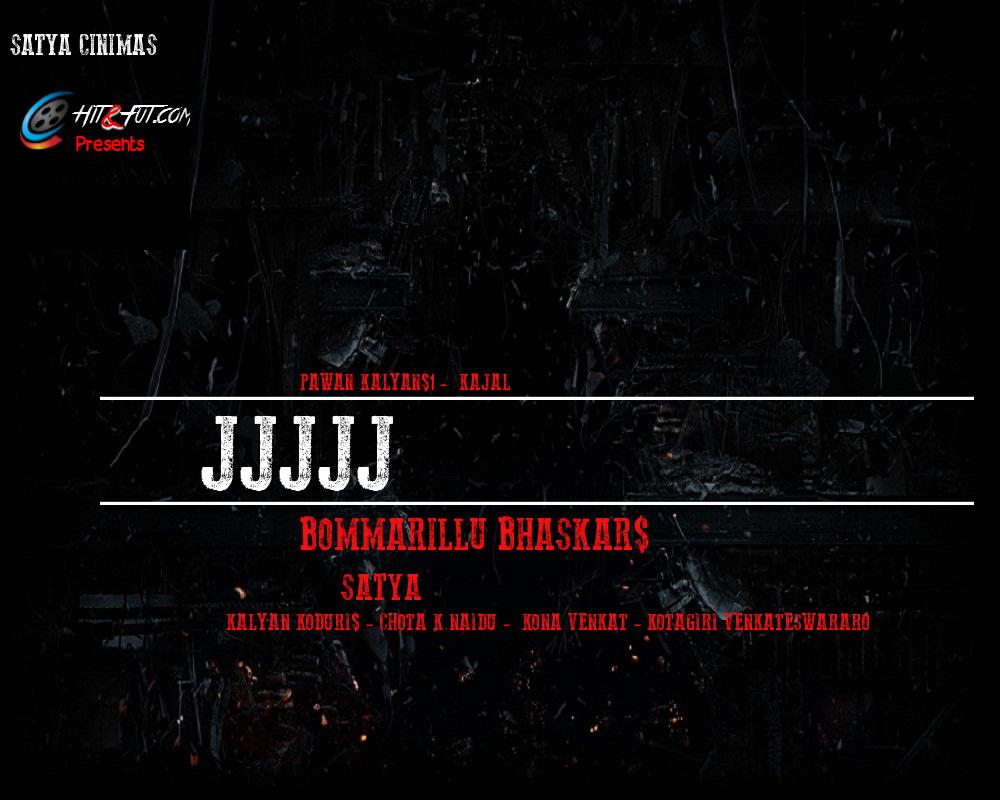 SATYA CINIMAS
HIT&FUT.COM
Presents
PAWAN KALYAN$1 - KAJAL
JJJJJ
BOMMARILLU BHASKAR$
SATYA
KALYAN KODURI$ - CHOTA K NAIDU - KONA VENKAT - KOTAGIRI VENKATESWARARO